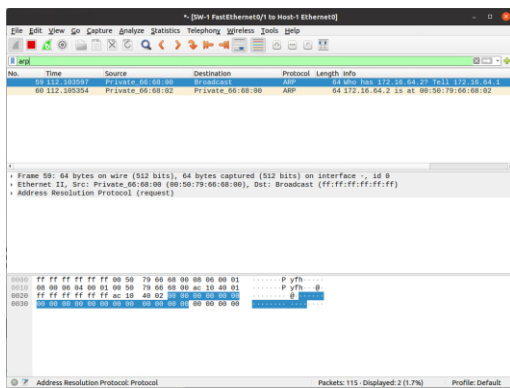 *- [SW-1 FastEthernet0/1 to Host-1 Ethernet0]
File Edit View Go Capture Analyze Statistics Telephony Wireless Tools Help
arp
No. Time Source Destination Protocol Length Info
59 112.103597 Private_66:68:00 Broadcast ARP 64 Who has 172.16.64.2? Tell 172.16.64.1
60 112.105354 Private_66:68:02 Private_66:68:00 ARP 64 172.16.64.2 is at 00:50:79:66:68:02
Frame 59: 64 bytes on wire (512 bits), 64 bytes captured (512 bits) on interface -, id 0
Ethernet II, Src: Private_66:68:00 (00:50:79:66:68:00), Dst: Broadcast (ff:ff:ff:ff:ff:ff)
Address Resolution Protocol (request)
0000 ff ff ff ff ff ff 00 50 79 66 68 00 08 06 00 01 ·······P yfh·····
0010 08 00 06 04 00 01 00 50 79 66 68 00 ac 10 40 01 ·······P yfh···@·
0020 ff ff ff ff ff ff ac 10 40 02 00 00 00 00 00 00 ········ @·······
0030 00 00 00 00 00 00 00 00 00 00 00 00 00 00 00 00 ········ ········
Address Resolution Protocol: Protocol Packets: 115 · Displayed: 2 (1.7%) Profile: Default